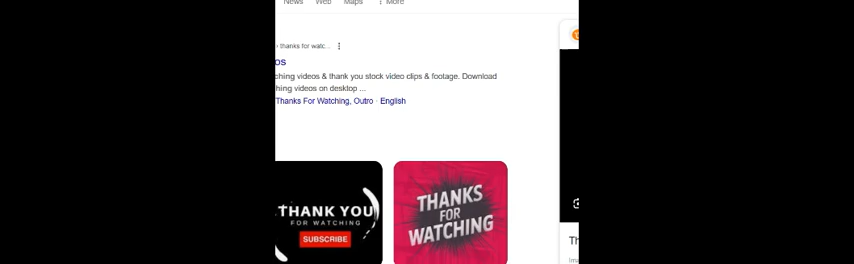 News Web Maps More
› thanks for watc...
os
ching videos & thank you stock video clips & footage. Download
hing videos on desktop ...
Thanks For Watching, Outro · English
THANK YOU
FOR WATCHING
SUBSCRIBE
THANKS
FOR
WATCHING
Th
Ima